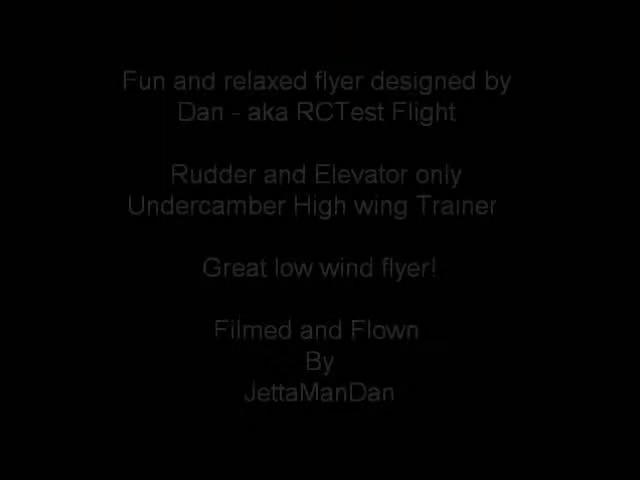 Fun and relaxed flyer designed by
Dan - aka RCTest Flight
Rudder and Elevator only
Undercamber High wing Trainer
Great low wind flyer!
Filmed and Flown
By
JettaManDan